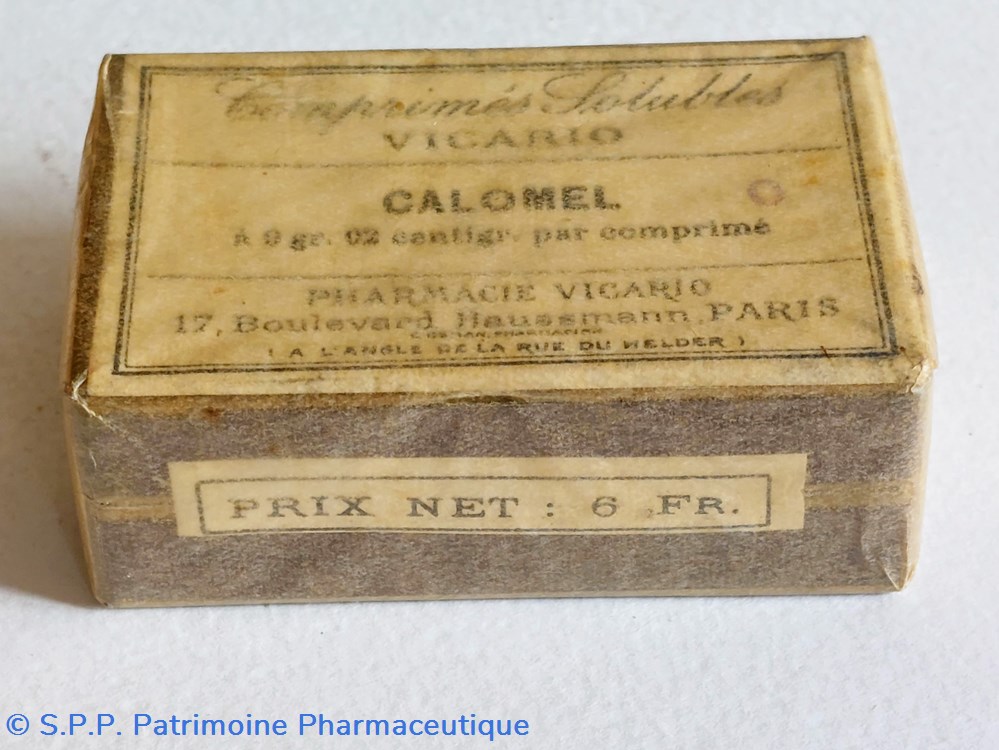 Comprimés Solubles
VICARIO
CALOMEL
à 0 gr. 02 centigr. par comprimé
PHARMACIE VICARIO
17, Boulevard Haussmann, PARIS
( A L'ANGLE DE LA RUE DU HELDER )
PRIX NET : 6 FR.
© S.P.P. Patrimoine Pharmaceutique